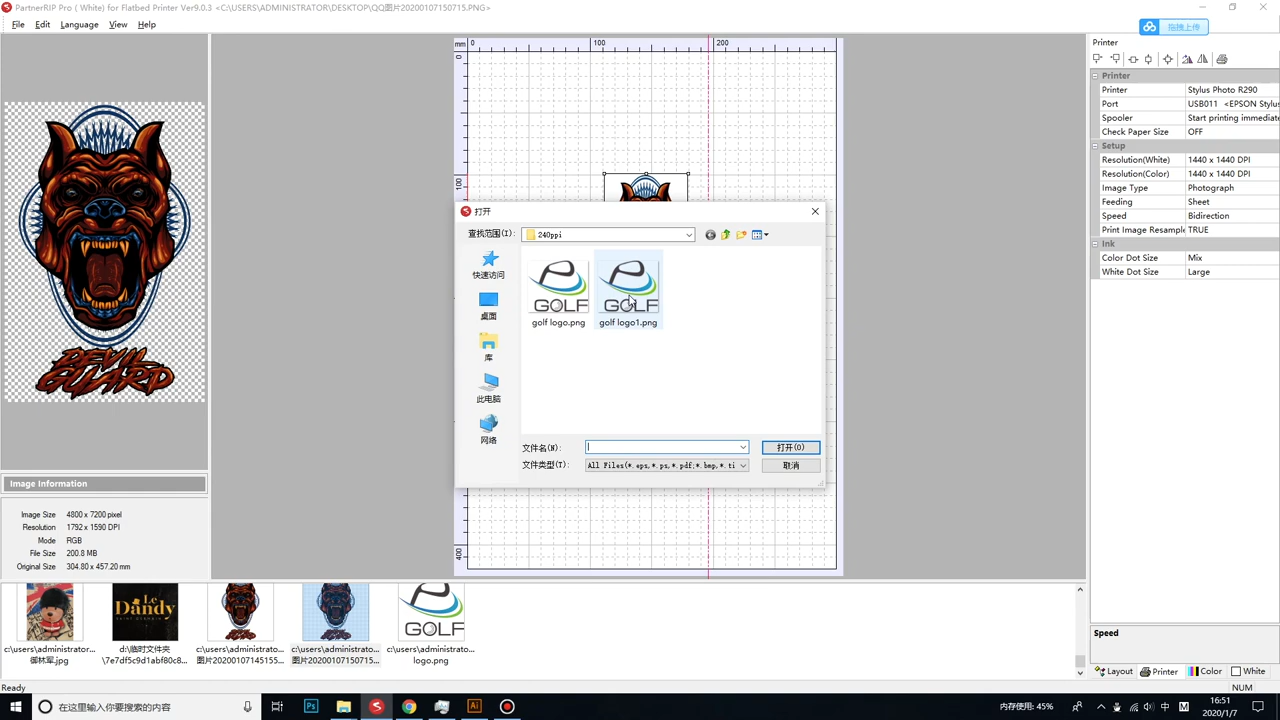 PartnerRIP Pro ( White) for Flatbed Printer Ver9.0.3 <C:\USERS\ADMINISTRATOR\DESKTOP\QQ图片20200107150715.PNG>
File Edit Language View Help
拖拽上传
mm 0 100 200
0
100
400
DEVIL
GUARD
打开
查找范围(I): 240ppi
快速访问
桌面
库
此电脑
网络
GOLF
golf logo.png
GOLF
golf logo1.png
文件名(N): 打开(O)
文件类型(T): All Files(*.eps,*.ps,*.pdf;*.bmp,*.ti 取消
Printer
Printer
Printer Stylus Photo R290
Port USB011 <EPSON Stylus
Spooler Start printing immediate
Check Paper Size OFF
Setup
Resolution(White) 1440 x 1440 DPI
Resolution(Color) 1440 x 1440 DPI
Image Type Photograph
Feeding Sheet
Speed Bidirection
Print Image Resample TRUE
Ink
Color Dot Size Mix
White Dot Size Large
Image Information
Image Size 4800 x 7200 pixel
Resolution 1792 x 1590 DPI
Mode RGB
File Size 200.8 MB
Original Size 304.80 x 457.20 mm
Le
Dandy
GOLF
c:\users\administrator...
御林军.jpg
d:\临时文件夹
\7e7df5c9d1abf80c8...
c:\users\administrato...
图片20200107145155...
c:\users\administrato...
图片20200107150715...
c:\users\administrato...
logo.png
Speed
Layout Printer Color White
Ready
NUM
在这里输入你要搜索的内容
Ps
Ai
内存使用: 45%
中
M
16:51
2020/1/7